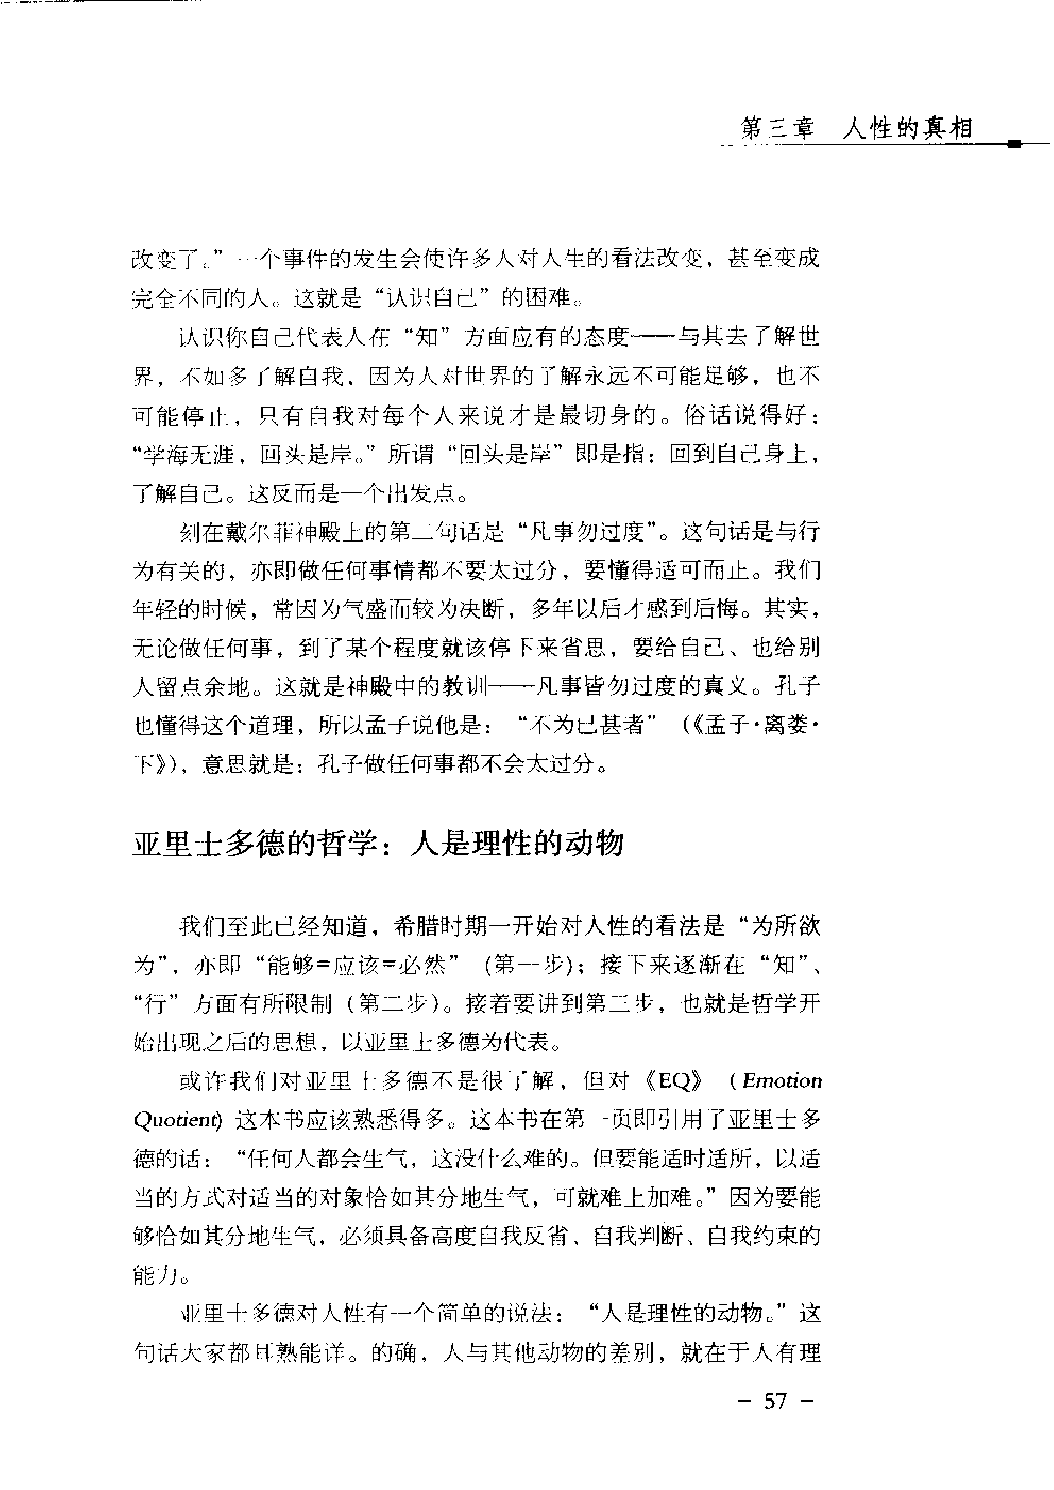 第三章　人性的真相
改变了。”一个事件的发生会使许多人对人生的看法改变，甚至变成
完全不同的人。这就是“认识自己”的困难。
认识你自己代表人在“知”方面应有的态度——与其去了解世
界，不如多了解自我，因为人对世界的了解永远不可能足够，也不
可能停止，只有自我对每个人来说才是最切身的。俗话说得好：
“学海无涯，回头是岸。”所谓“回头是岸”即是指：回到自己身上，
了解自己。这反而是一个出发点。
刻在戴尔菲神殿上的第二句话是“凡事勿过度”。这句话是与行
为有关的，亦即做任何事情都不要太过分，要懂得适可而止。我们
年轻的时候，常因为气盛而较为决断，多年以后才感到后悔。其实，
无论做任何事，到了某个程度就该停下来省思，要给自己、也给别
人留点余地。这就是神殿中的教训——凡事皆勿过度的真义。孔子
也懂得这个道理，所以孟子说他是：“不为已甚者”（《孟子·离娄·
下》），意思就是：孔子做任何事都不会太过分。
亚里士多德的哲学：人是理性的动物
我们至此已经知道，希腊时期一开始对人性的看法是“为所欲
为”，亦即“能够=应该=必然”（第一步）；接下来逐渐在“知”、
“行”方面有所限制（第二步）。接着要讲到第三步，也就是哲学开
始出现之后的思想，以亚里士多德为代表。
或许我们对亚里士多德不是很了解，但对《EQ》（Emotion
Quotient）这本书应该熟悉得多。这本书在第一页即引用了亚里士多
德的话：“任何人都会生气，这没什么难的。但要能适时适所，以适
当的方式对适当的对象恰如其分地生气，可就难上加难。”因为要能
够恰如其分地生气，必须具备高度自我反省、自我判断、自我约束的
能力。
亚里士多德对人性有一个简单的说法：“人是理性的动物。”这
句话大家都耳熟能详。的确，人与其他动物的差别，就在于人有理
– 57 –